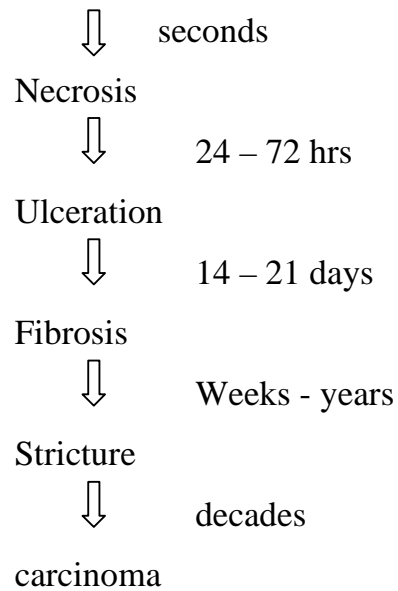 seconds
Necrosis
24 – 72 hrs
Ulceration
14 – 21 days
Fibrosis
Weeks - years
Stricture
decades
carcinoma